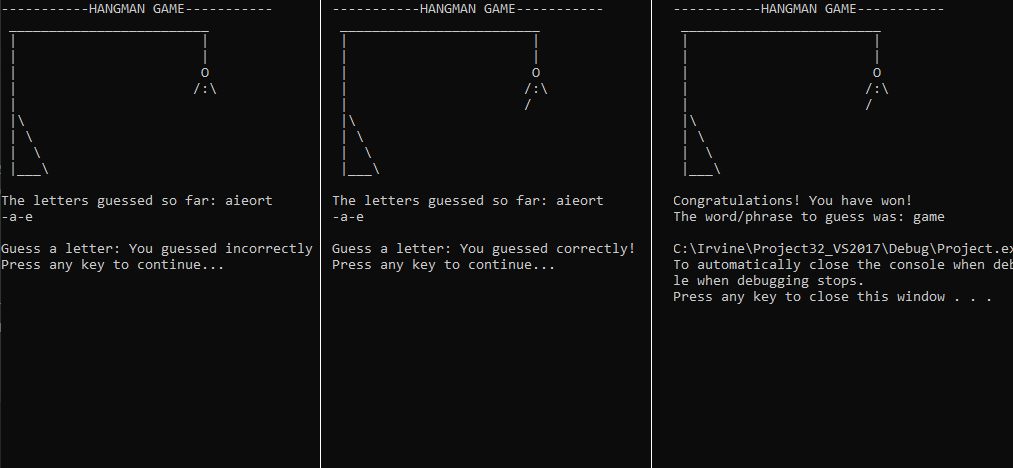 -----------HANGMAN GAME-----------
The letters guessed so far: aieort
-a-e
Guess a letter: You guessed incorrectly
Press any key to continue...
-----------HANGMAN GAME-----------
The letters guessed so far: aieort
-a-e
Guess a letter: You guessed correctly!
Press any key to continue...
-----------HANGMAN GAME-----------
Congratulations! You have won!
The word/phrase to guess was: game
C:\Irvine\Project32_VS2017\Debug\Project.ex
To automatically close the console when deb
le when debugging stops.
Press any key to close this window . . .